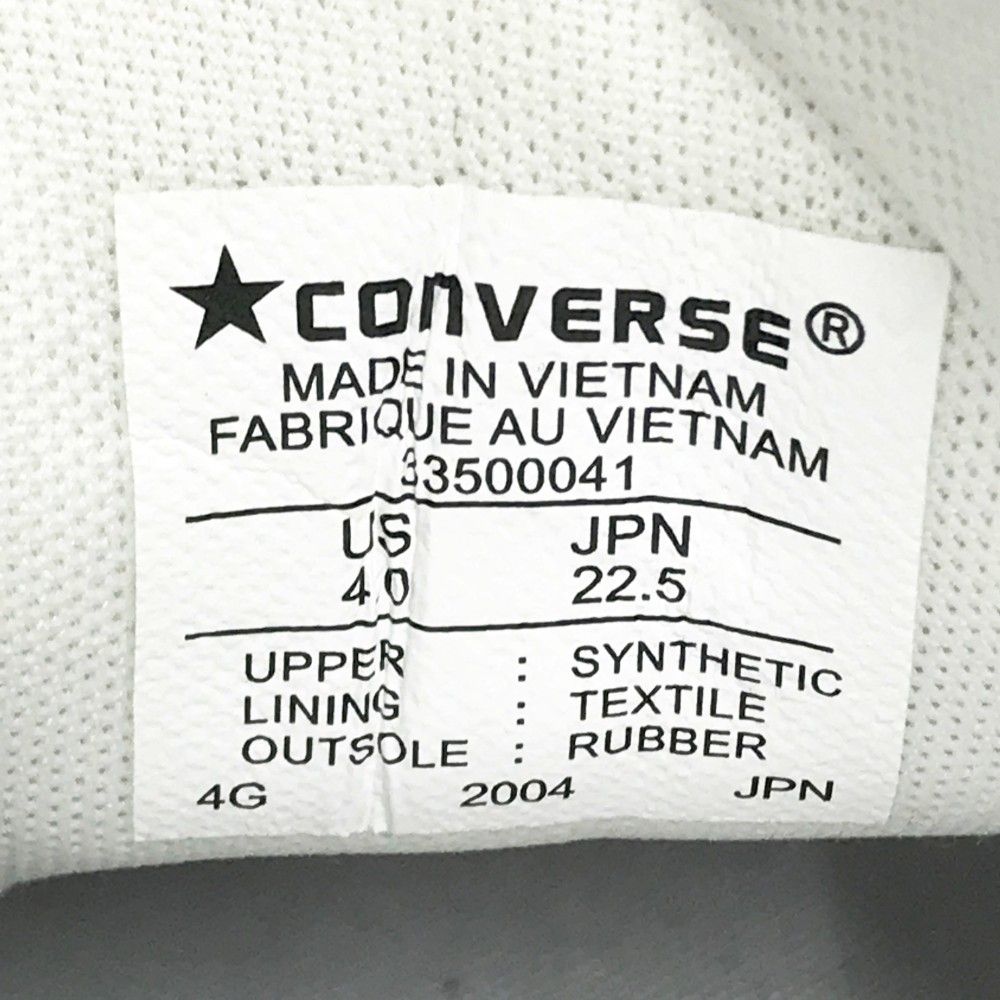 ★CONVERSE®
MADE IN VIETNAM
FABRIQUE AU VIETNAM
33500041
US JPN
4.0 22.5
UPPER : SYNTHETIC
LINING : TEXTILE
OUTSOLE : RUBBER
4G 2004 JPN